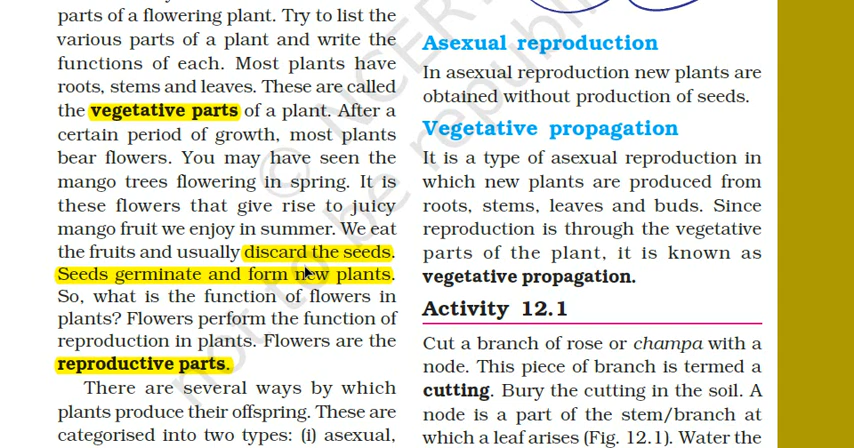 parts of a flowering plant. Try to list the
various parts of a plant and write the
functions of each. Most plants have
roots, stems and leaves. These are called
the vegetative parts of a plant. After a
certain period of growth, most plants
bear flowers. You may have seen the
mango trees flowering in spring. It is
these flowers that give rise to juicy
mango fruit we enjoy in summer. We eat
the fruits and usually discard the seeds.
Seeds germinate and form new plants.
So, what is the function of flowers in
plants? Flowers perform the function of
reproduction in plants. Flowers are the
reproductive parts.
There are several ways by which
plants produce their offspring. These are
categorised into two types: (i) asexual,
Asexual reproduction
In asexual reproduction new plants are
obtained without production of seeds.
Vegetative propagation
It is a type of asexual reproduction in
which new plants are produced from
roots, stems, leaves and buds. Since
reproduction is through the vegetative
parts of the plant, it is known as
vegetative propagation.
Activity 12.1
Cut a branch of rose or champa with a
node. This piece of branch is termed a
cutting. Bury the cutting in the soil. A
node is a part of the stem/branch at
which a leaf arises (Fig. 12.1). Water the
© NCER
not to be republi